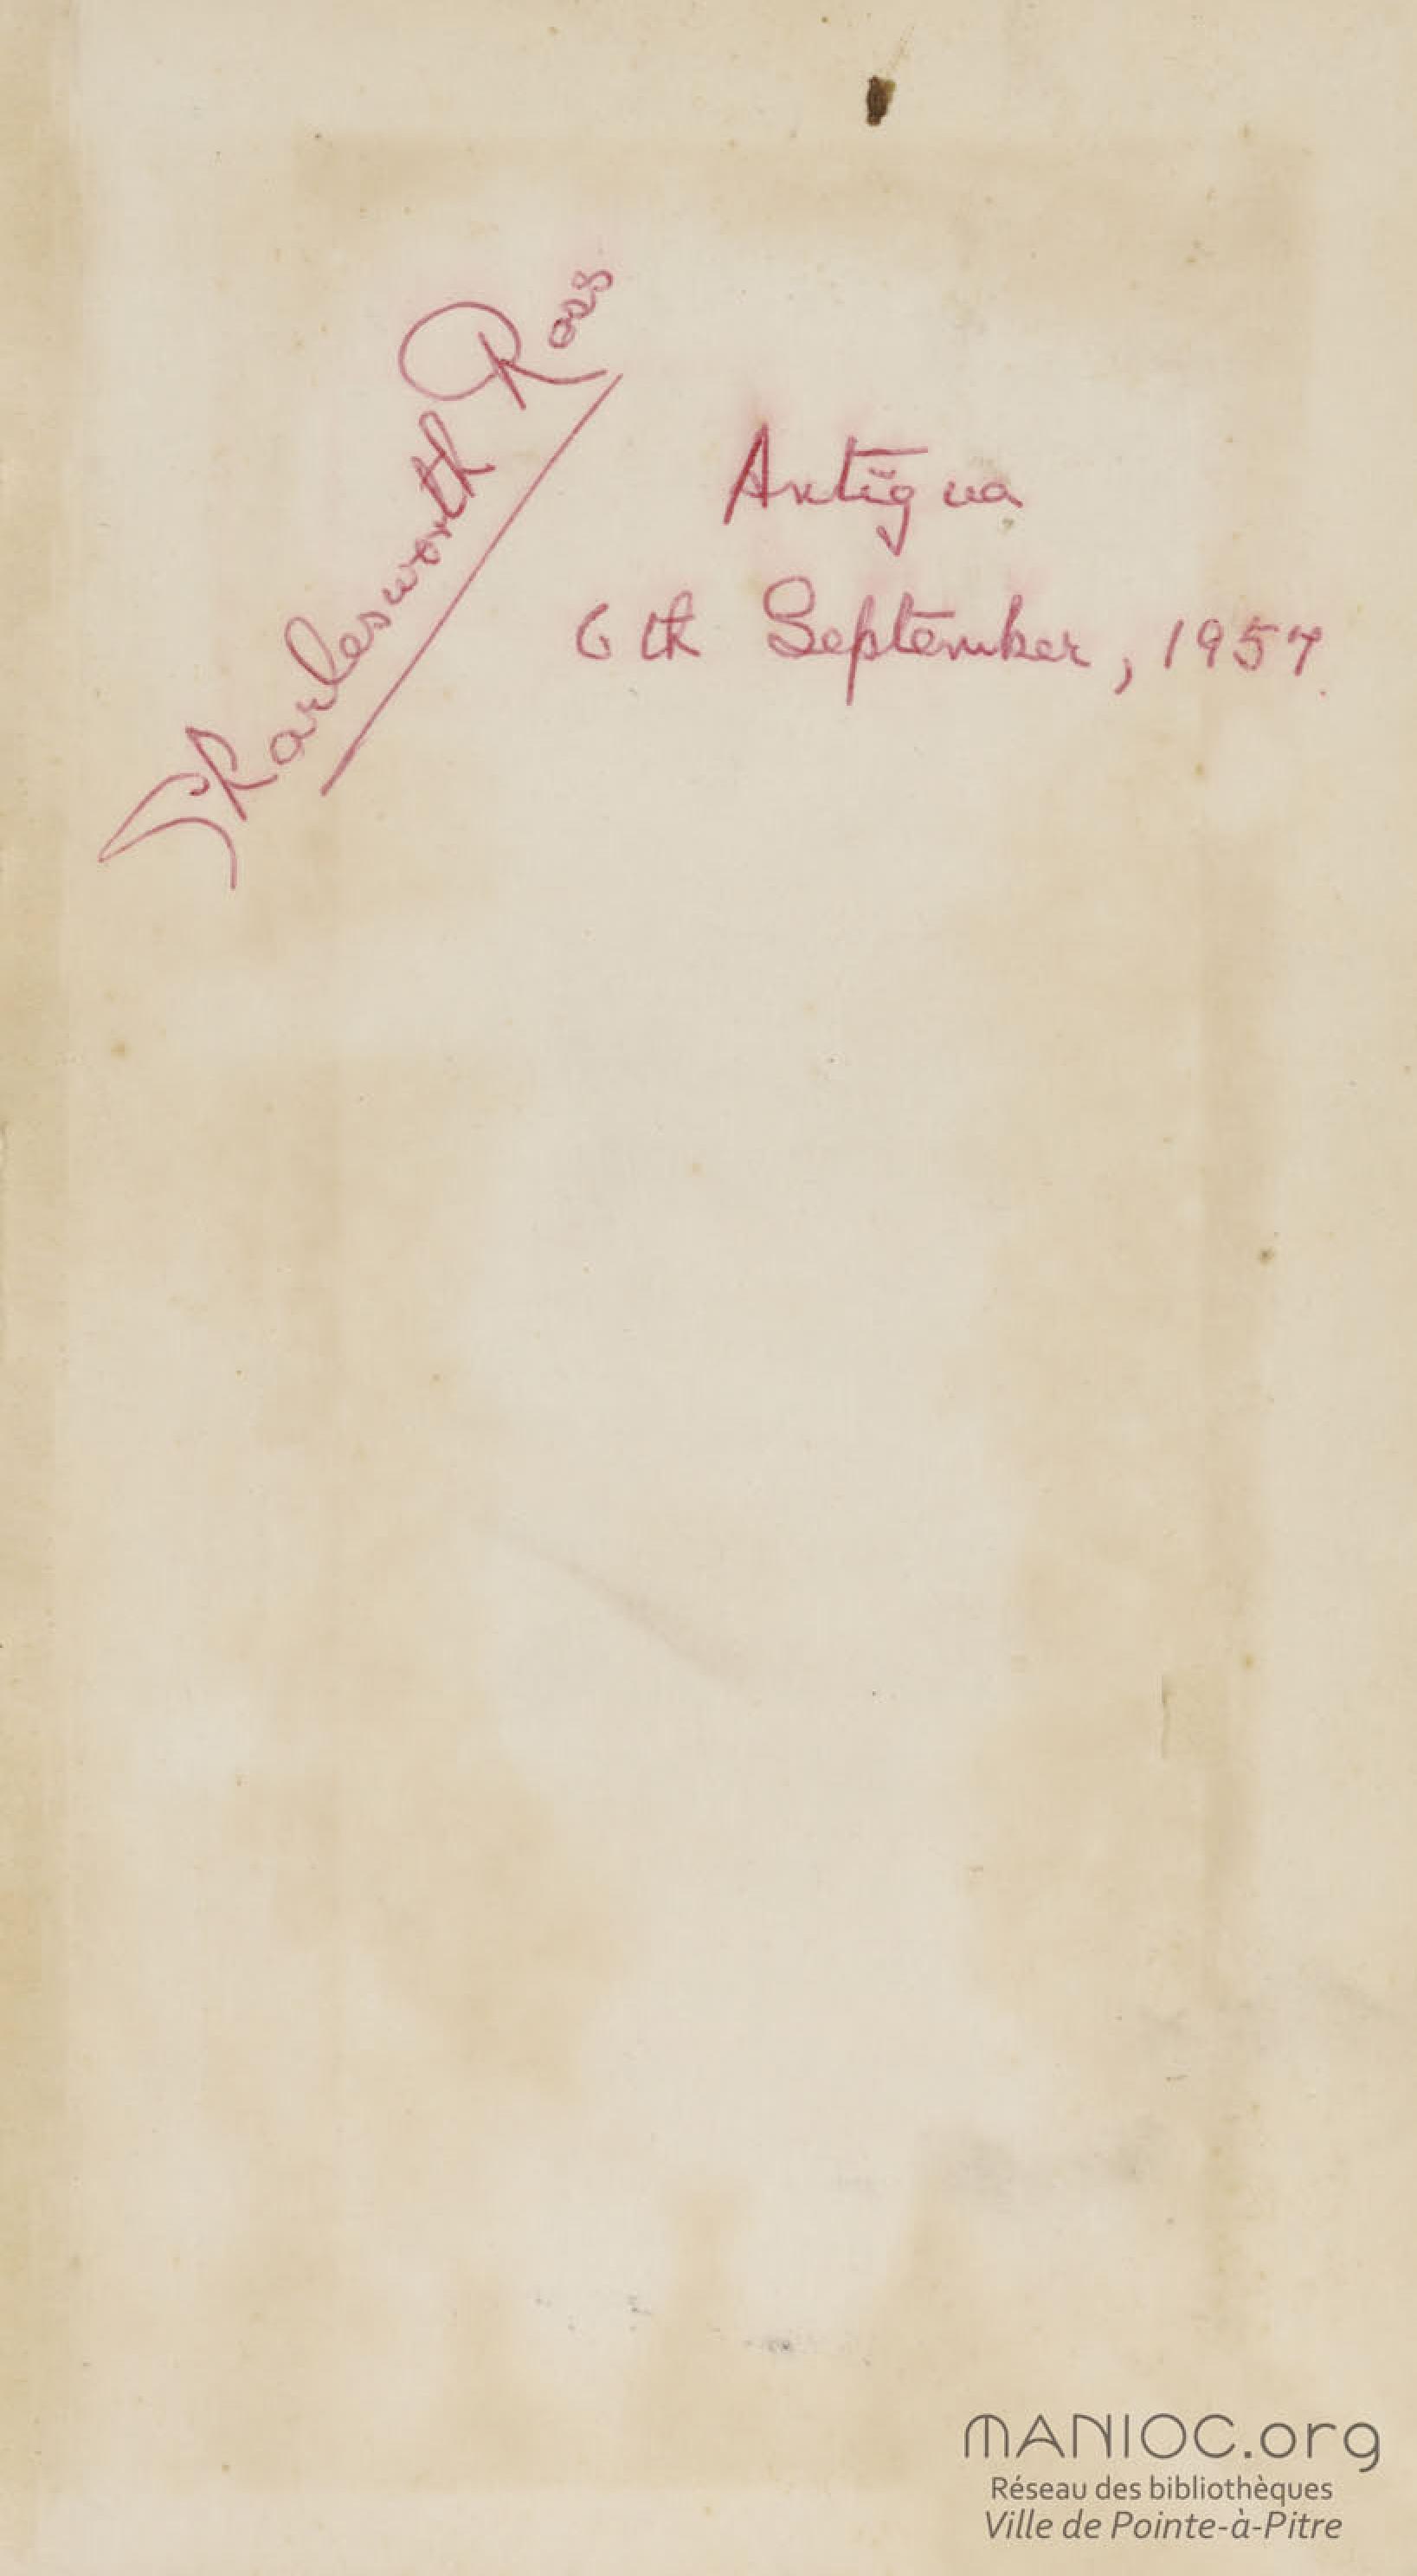 Charlesworth Ross
Antigua
6th September, 1957.
MANIOC.org
Réseau des bibliothèques
Ville de Pointe-à-Pitre